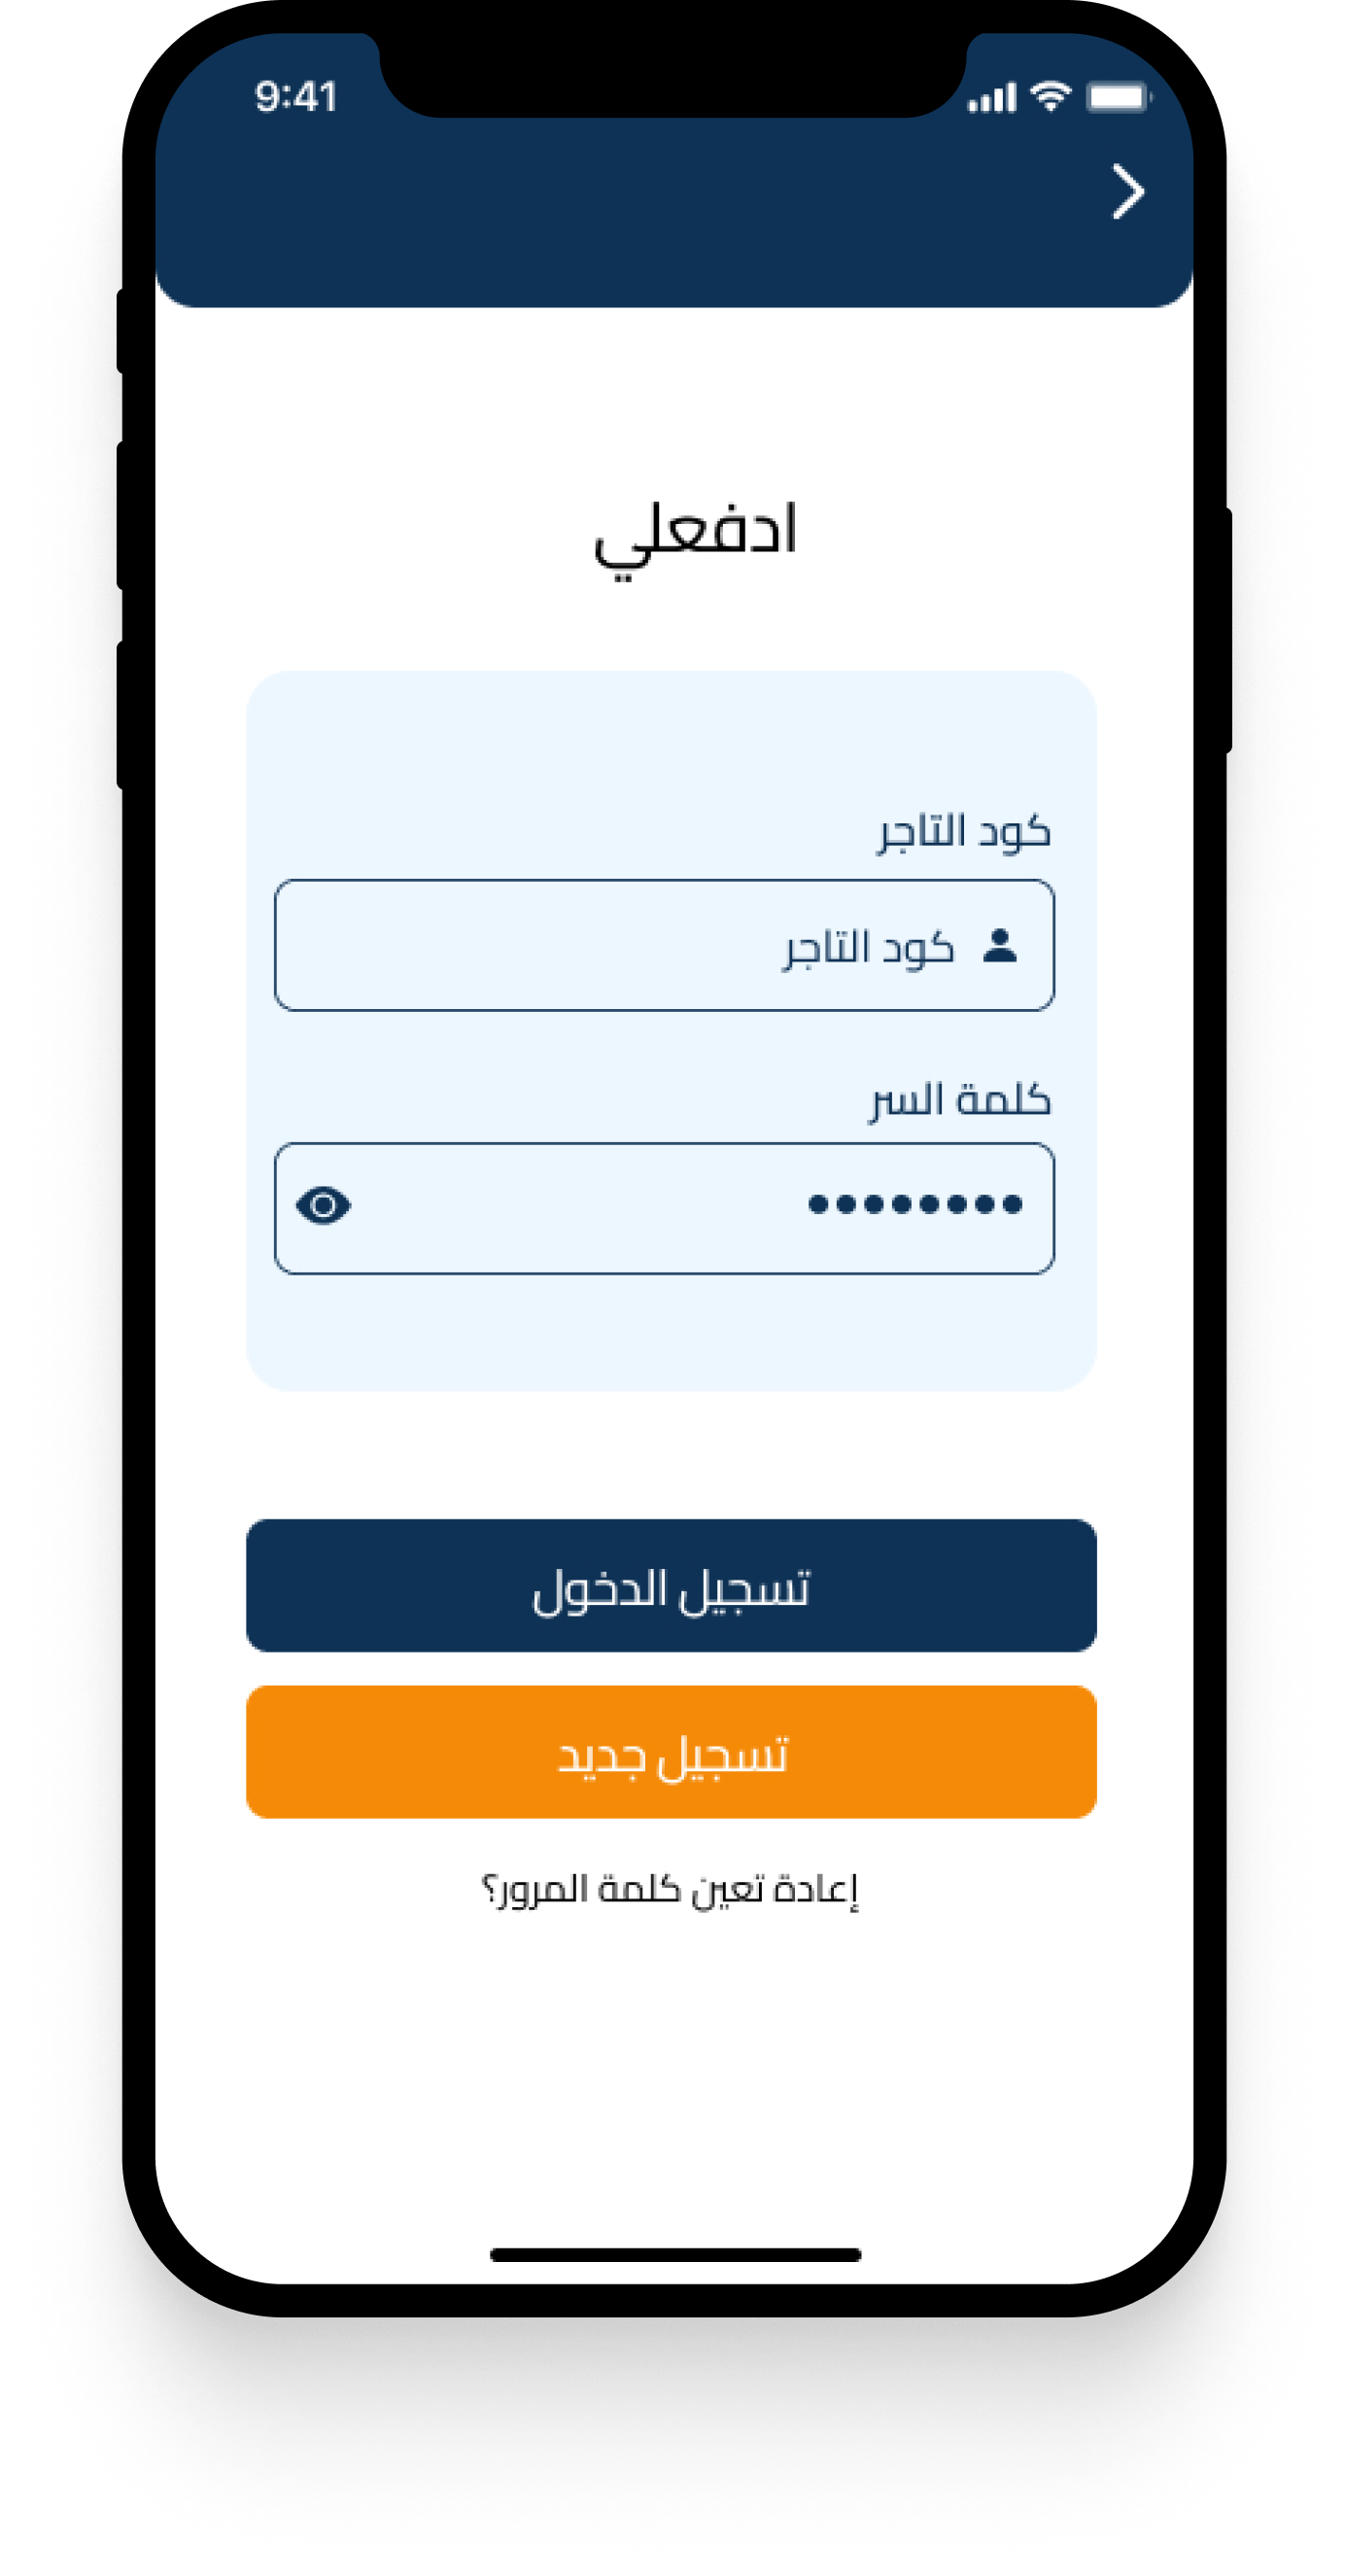 9:41
ادفعلي
كود التاجر
كود التاجر
كلمة السر
تسجيل الدخول
تسجيل جديد
إعادة تعين كلمة المرور؟